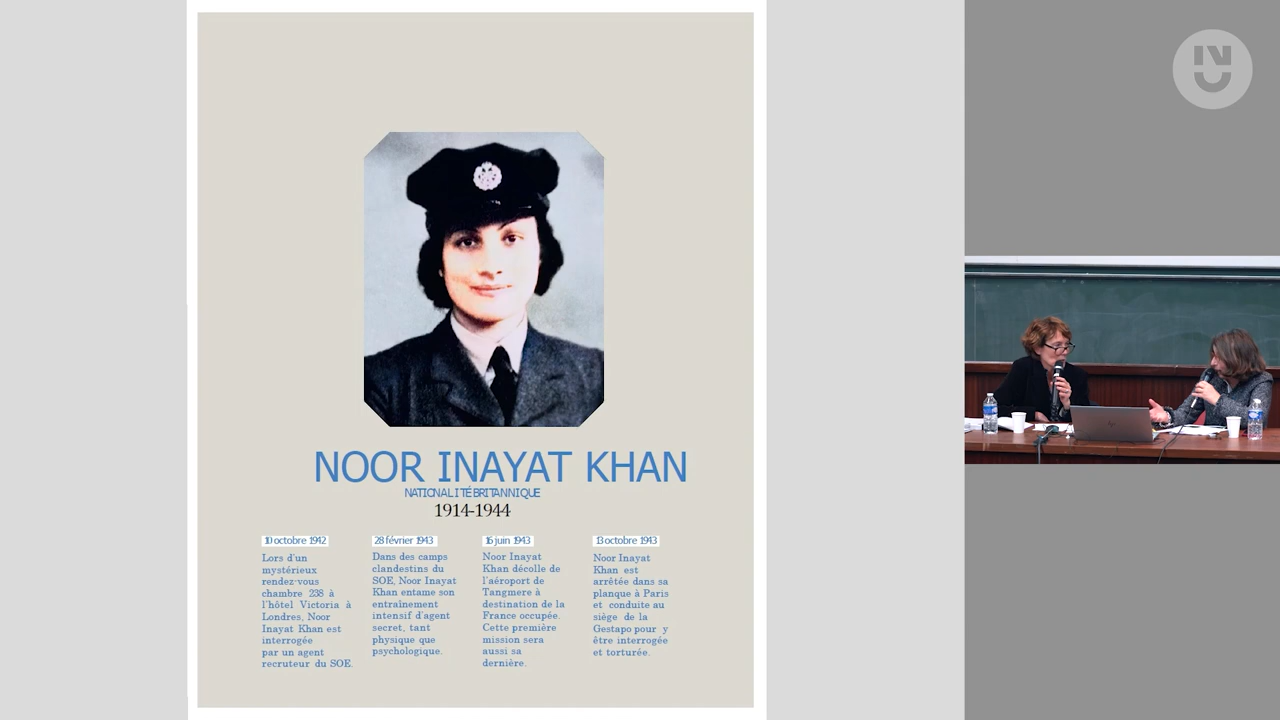 NOOR INAYAT KHAN
NATIONALITÉ BRITANNIQUE
1914-1944
10 octobre 1942
Lors d'un
mystérieux
rendez-vous
chambre 238 à
l'hôtel Victoria à
Londres, Noor
Inayat Khan est
interrogée
par un agent
recruteur du SOE.
28 février 1943
Dans des camps
clandestins du
SOE, Noor Inayat
Khan entame son
entraînement
intensif d'agent
secret, tant
physique que
psychologique.
16 juin 1943
Noor Inayat
Khan décolle de
l'aéroport de
Tangmere à
destination de la
France occupée.
Cette première
mission sera
aussi sa
dernière.
13 octobre 1943
Noor Inayat
Khan est
arrêtée dans sa
planque à Paris
et conduite au
siège de la
Gestapo pour y
être interrogée
et torturée.